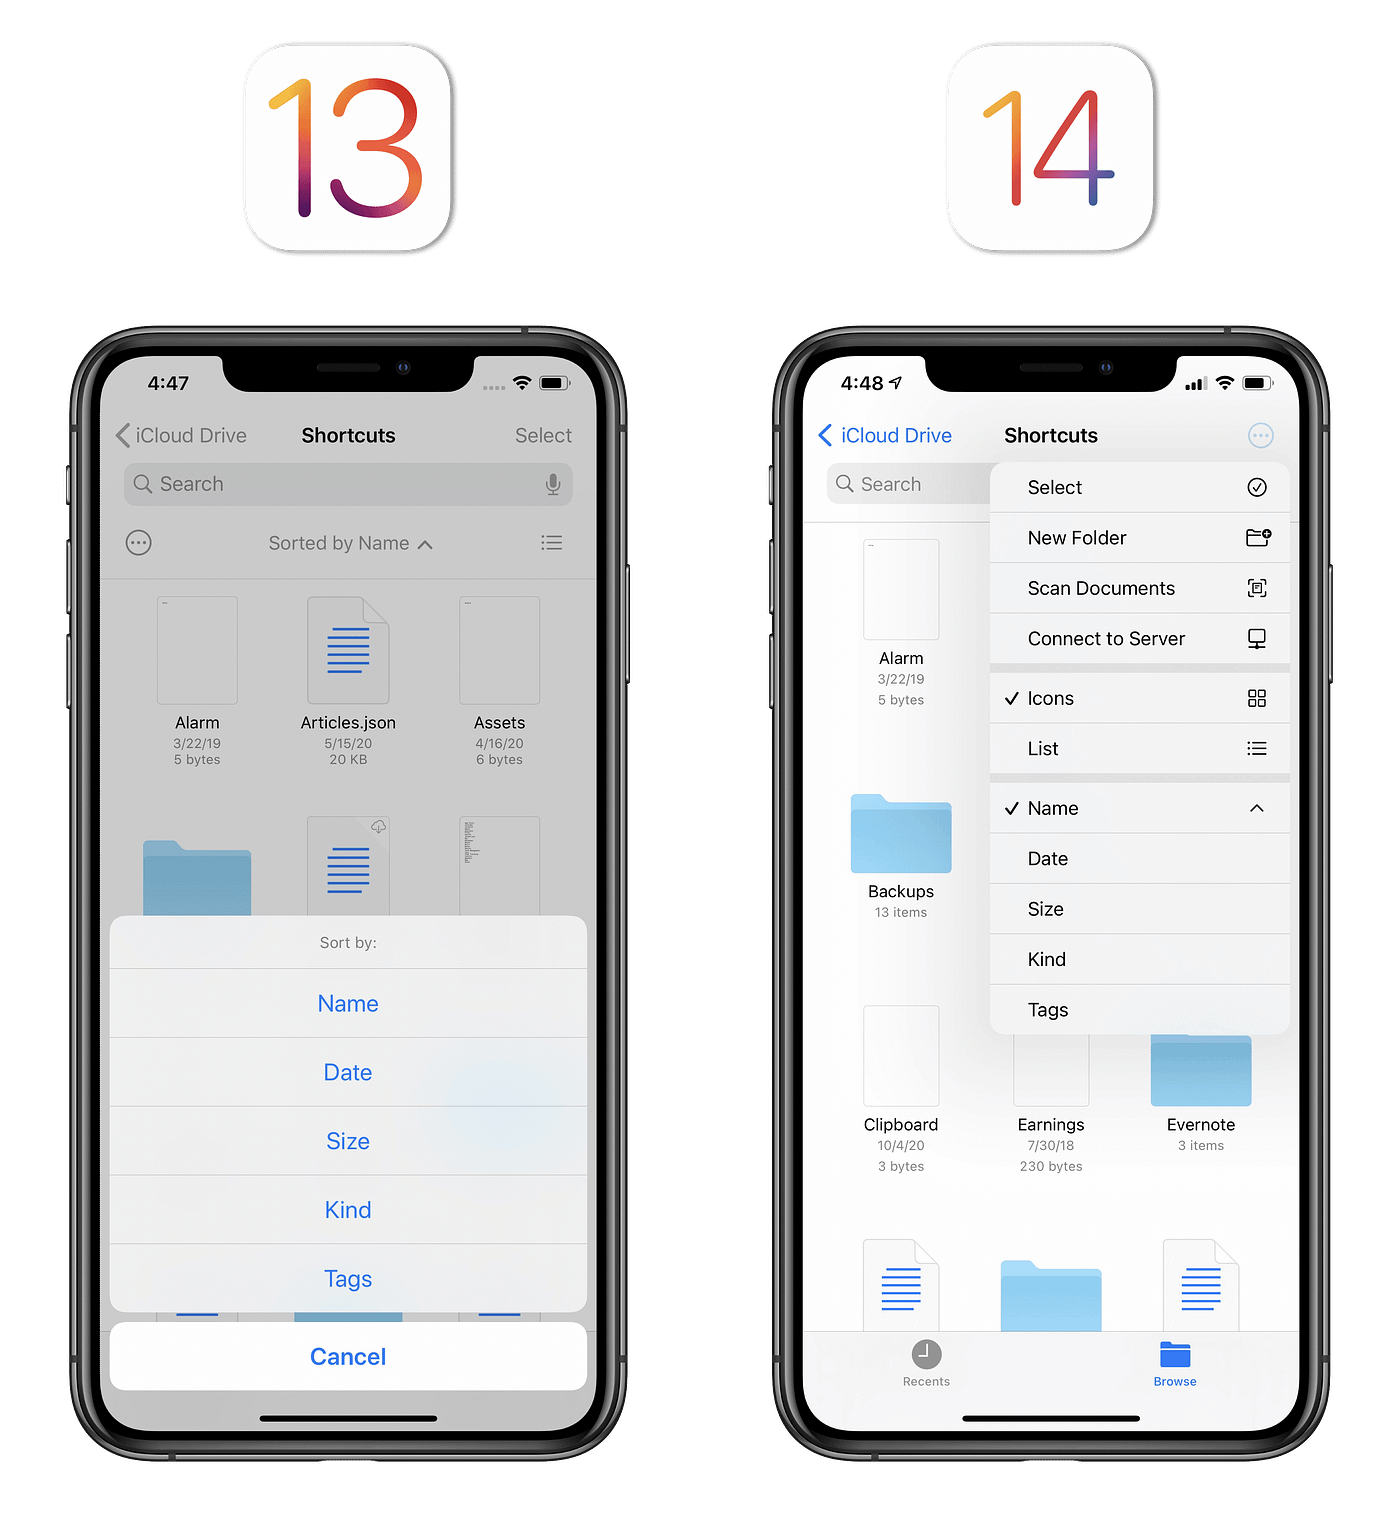 13
14
4:47
iCloud Drive
Shortcuts
Select
Search
Sorted by Name
Alarm
3/22/19
5 bytes
Articles.json
5/15/20
20 KB
Assets
4/16/20
6 bytes
Sort by:
Name
Date
Size
Kind
Tags
Cancel
4:48
iCloud Drive
Shortcuts
Search
Select
New Folder
Scan Documents
Connect to Server
Icons
List
Name
Date
Size
Kind
Tags
Alarm
3/22/19
5 bytes
Backups
13 items
Clipboard
10/4/20
3 bytes
Earnings
7/30/18
230 bytes
Evernote
3 items
Recents
Browse